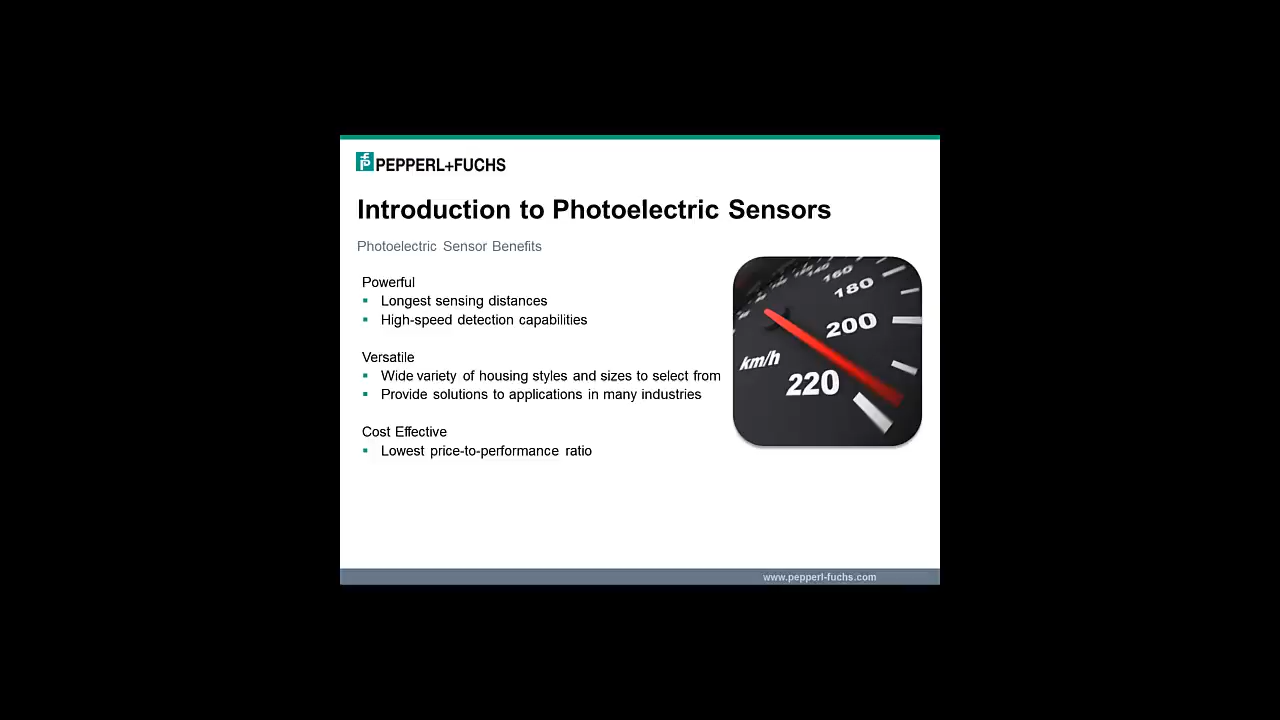 PEPPERL+FUCHS
Introduction to Photoelectric Sensors
Photoelectric Sensor Benefits
Powerful
▪ Longest sensing distances
▪ High-speed detection capabilities
Versatile
▪ Wide variety of housing styles and sizes to select from
▪ Provide solutions to applications in many industries
Cost Effective
▪ Lowest price-to-performance ratio
160
180
200
km/h
220
www.pepperl-fuchs.com